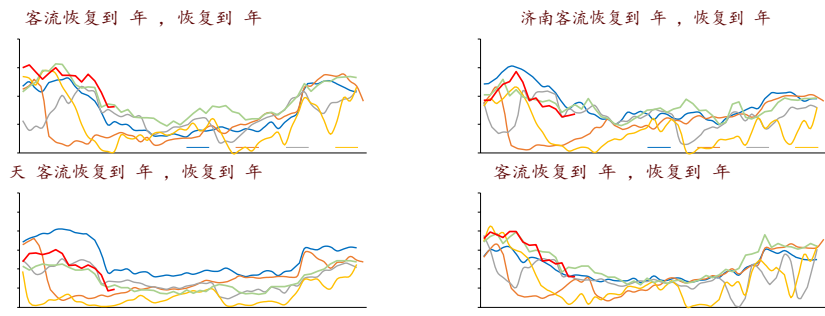 客流恢复到 年 ，恢复到 年
济南客流恢复到 年 ，恢复到 年
天 客流恢复到 年 ，恢复到 年
客流恢复到 年 ，恢复到 年